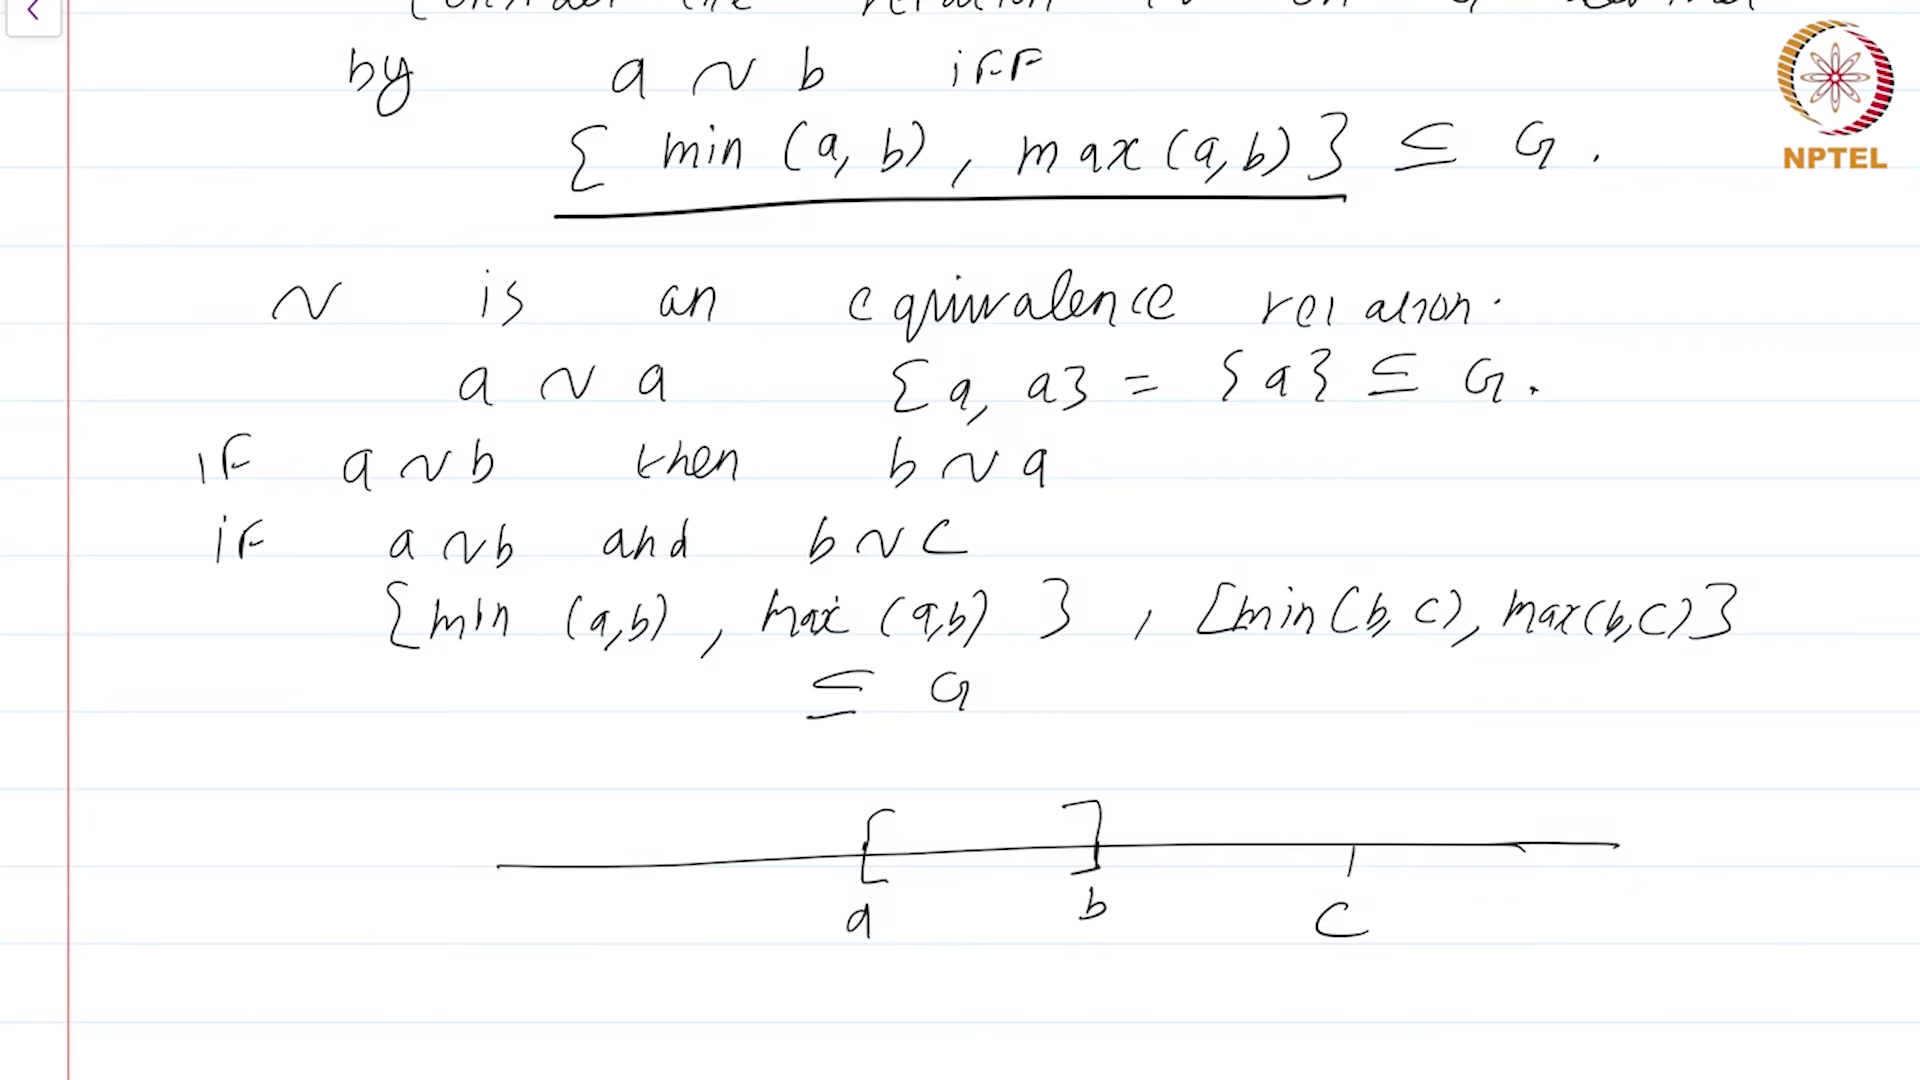 by a ~ b iff
{ min (a, b), max (a, b) } ⊆ G.
NPTEL
~ is an equivalence relation.
a ~ a {a, a} = {a} ⊆ G.
if a ~ b then b ~ a
if a ~ b and b ~ c
{min (a,b), max (a,b) } , [min(b, c), max(b,c)}
⊆ G
[ ]
a b c